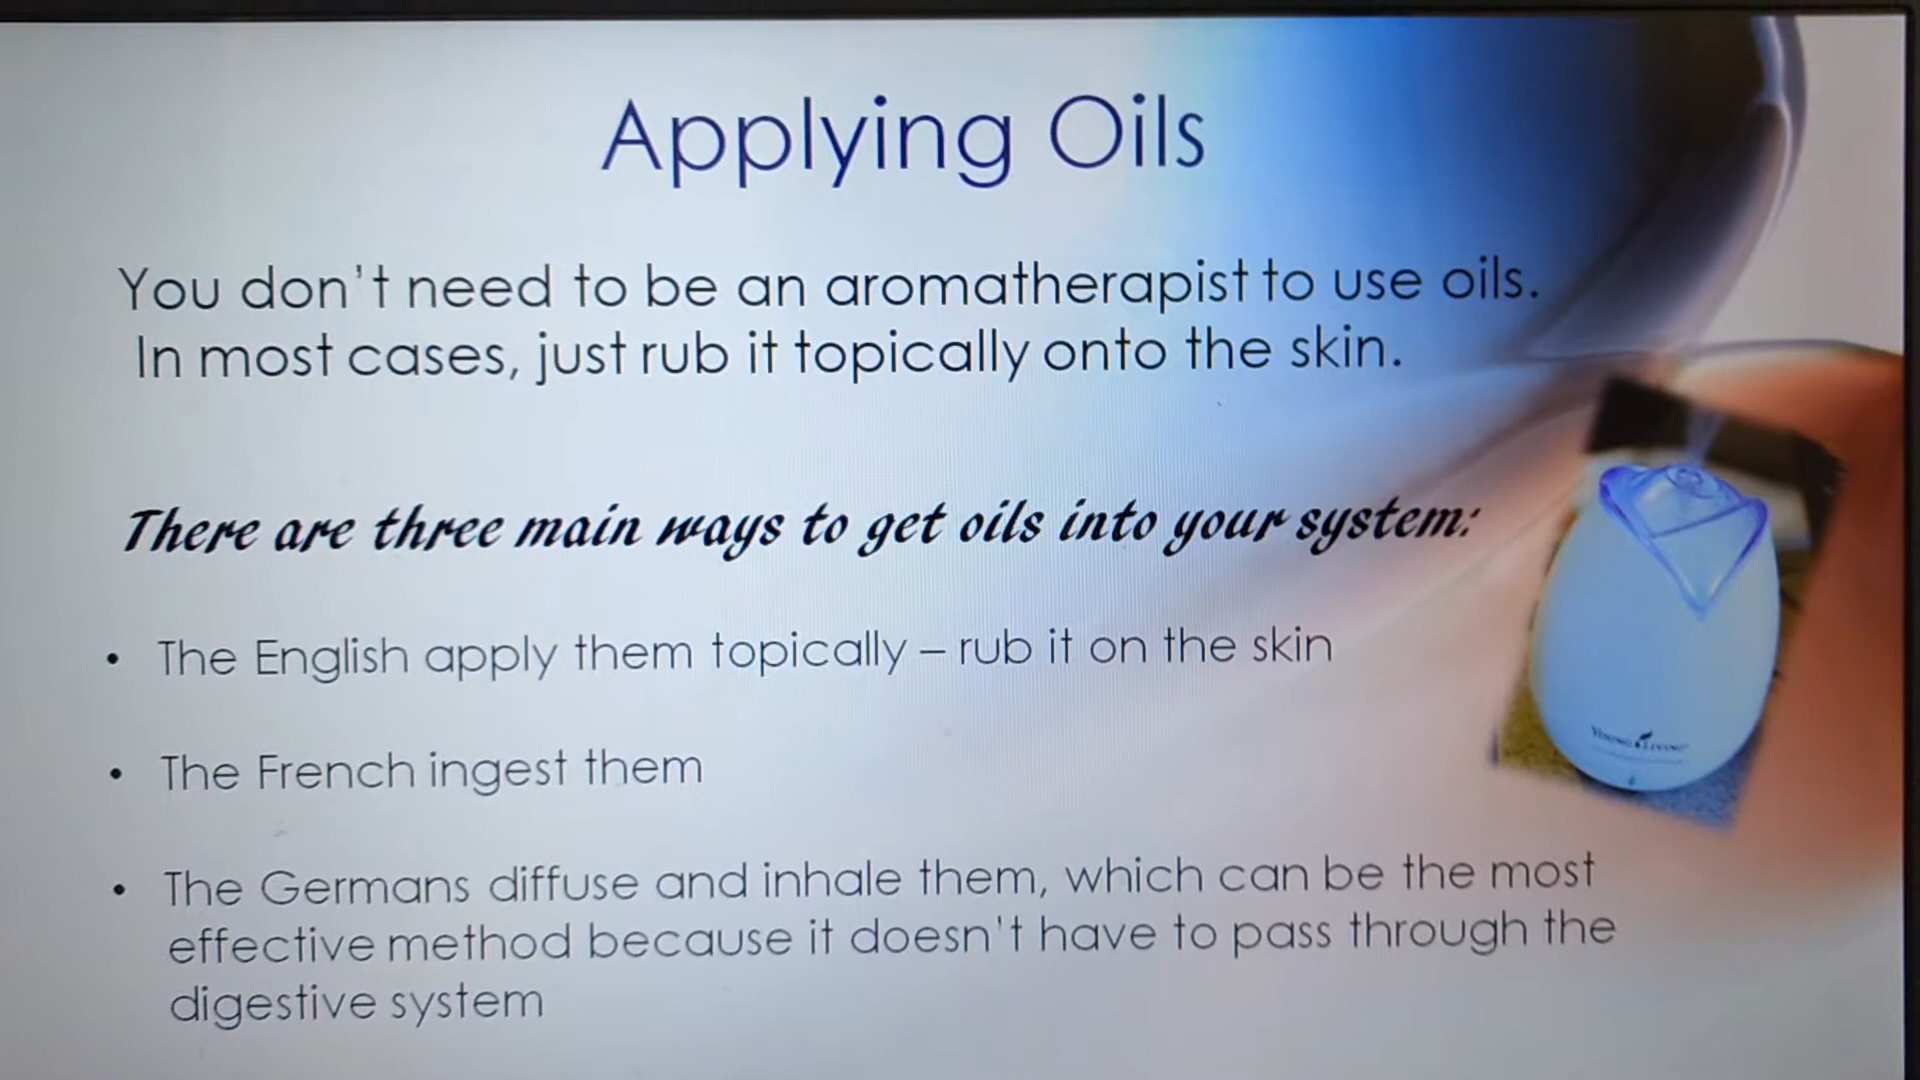 Applying Oils
You don't need to be an aromatherapist to use oils.
In most cases, just rub it topically onto the skin.
There are three main ways to get oils into your system:
• The English apply them topically – rub it on the skin
• The French ingest them
• The Germans diffuse and inhale them, which can be the most
effective method because it doesn't have to pass through the
digestive system
YOUNG LIVING